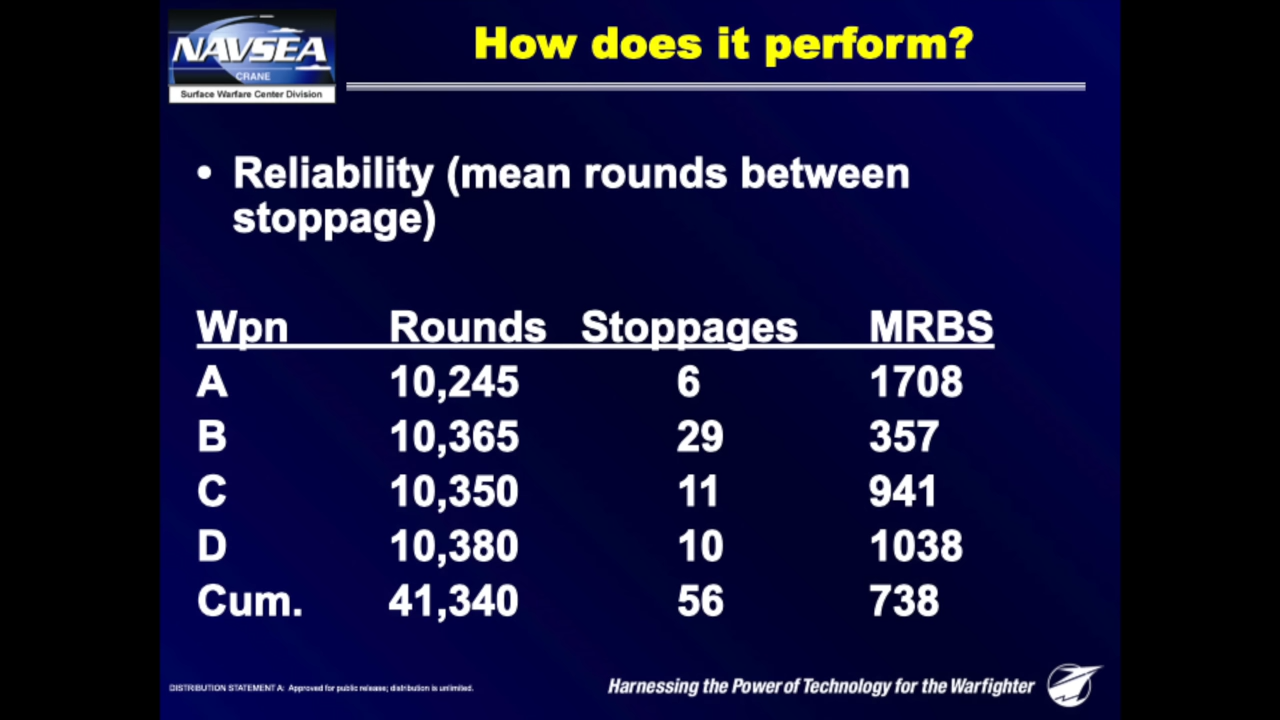 NAVSEA
CRANE
Surface Warfare Center Division
How does it perform?
• Reliability (mean rounds between
stoppage)
Wpn Rounds Stoppages MRBS
A 10,245 6 1708
B 10,365 29 357
C 10,350 11 941
D 10,380 10 1038
Cum. 41,340 56 738
DISTRIBUTION STATEMENT A: Approved for public release; distribution is unlimited.
Harnessing the Power of Technology for the Warfighter